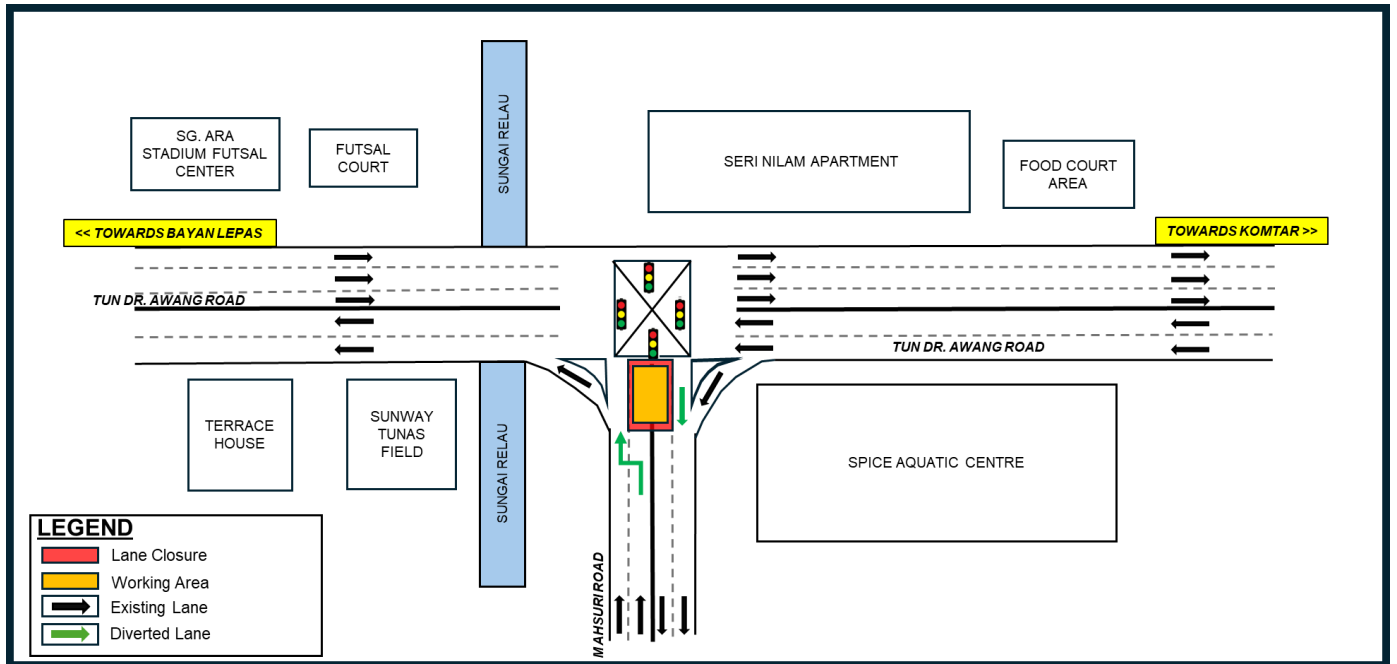 SG. ARA
STADIUM FUTSAL
CENTER
FUTSAL
COURT
SUNGAI RELAU
SERI NILAM APARTMENT
FOOD COURT
AREA
<< TOWARDS BAYAN LEPAS
TOWARDS KOMTAR >>
TUN DR. AWANG ROAD
TUN DR. AWANG ROAD
TERRACE
HOUSE
SUNWAY
TUNAS
FIELD
SUNGAI RELAU
SPICE AQUATIC CENTRE
MAHSURI ROAD
LEGEND
Lane Closure
Working Area
Existing Lane
Diverted Lane